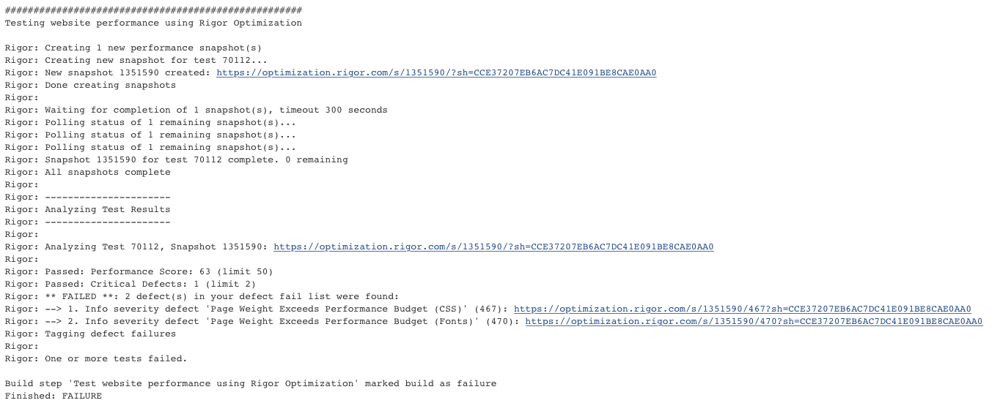 ####################################################
Testing website performance using Rigor Optimization
Rigor: Creating 1 new performance snapshot(s)
Rigor: Creating new snapshot for test 70112...
Rigor: New snapshot 1351590 created: https://optimization.rigor.com/s/1351590/?sh=CCE37207EB6AC7DC41E091BE8CAE0AA0
Rigor: Done creating snapshots
Rigor:
Rigor: Waiting for completion of 1 snapshot(s), timeout 300 seconds
Rigor: Polling status of 1 remaining snapshot(s)...
Rigor: Polling status of 1 remaining snapshot(s)...
Rigor: Polling status of 1 remaining snapshot(s)...
Rigor: Snapshot 1351590 for test 70112 complete. 0 remaining
Rigor: All snapshots complete
Rigor:
Rigor: ----------------------
Rigor: Analyzing Test Results
Rigor: ----------------------
Rigor:
Rigor: Analyzing Test 70112, Snapshot 1351590: https://optimization.rigor.com/s/1351590/?sh=CCE37207EB6AC7DC41E091BE8CAE0AA0
Rigor:
Rigor: Passed: Performance Score: 63 (limit 50)
Rigor: Passed: Critical Defects: 1 (limit 2)
Rigor: ** FAILED **: 2 defect(s) in your defect fail list were found:
Rigor: --> 1. Info severity defect 'Page Weight Exceeds Performance Budget (CSS)' (467): https://optimization.rigor.com/s/1351590/467?sh=CCE37207EB6AC7DC41E091BE8CAE0AA0
Rigor: --> 2. Info severity defect 'Page Weight Exceeds Performance Budget (Fonts)' (470): https://optimization.rigor.com/s/1351590/470?sh=CCE37207EB6AC7DC41E091BE8CAE0AA0
Rigor: Tagging defect failures
Rigor:
Rigor: One or more tests failed.
Build step 'Test website performance using Rigor Optimization' marked build as failure
Finished: FAILURE